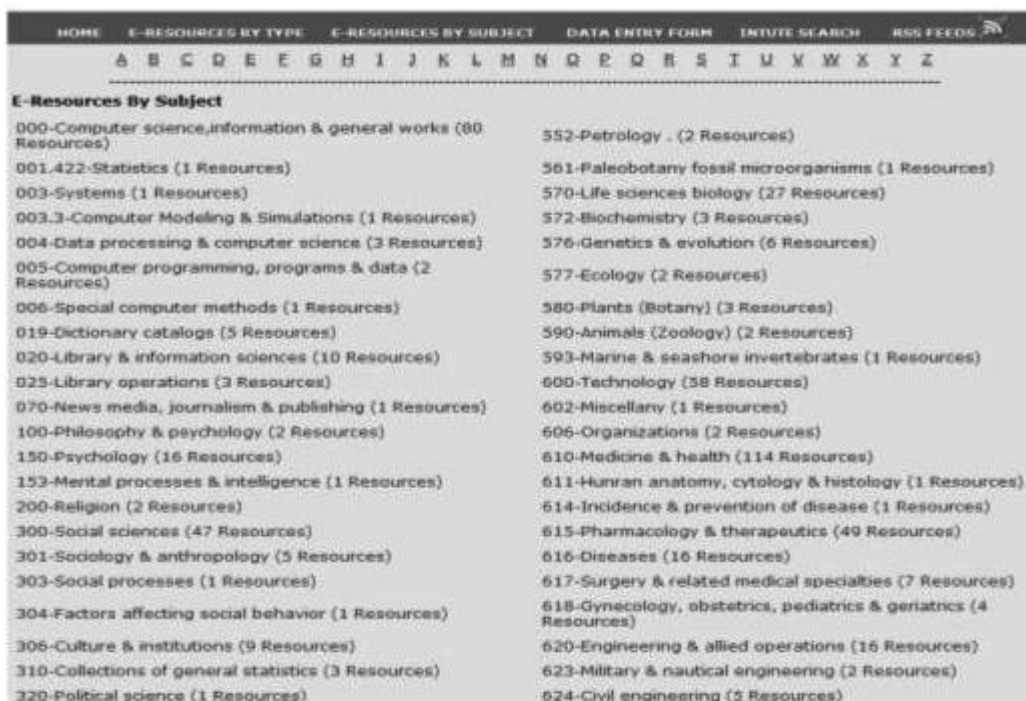 HOME E-RESOURCES BY TYPE E-RESOURCES BY SUBJECT DATA ENTRY FORM INTUTE SEARCH RSS FEEDS
A B C D E F G H I J K L M N O P Q R S T U V W X Y Z
E-Resources By Subject
000-Computer science,information & general works (80
Resources)
001.422-Statistics (1 Resources)
003-Systems (1 Resources)
003.3-Computer Modeling & Simulations (1 Resources)
004-Data processing & computer science (3 Resources)
005-Computer programming, programs & data (2
Resources)
006-Special computer methods (1 Resources)
019-Dictionary catalogs (5 Resources)
020-Library & information sciences (10 Resources)
025-Library operations (3 Resources)
070-News media, journalism & publishing (1 Resources)
100-Philosophy & psychology (2 Resources)
150-Psychology (16 Resources)
153-Mental processes & intelligence (1 Resources)
200-Religion (2 Resources)
300-Social sciences (47 Resources)
301-Sociology & anthropology (5 Resources)
303-Social processes (1 Resources)
304-Factors affecting social behavior (1 Resources)
306-Culture & institutions (9 Resources)
310-Collections of general statistics (3 Resources)
320-Political science (1 Resources)
552-Petrology . (2 Resources)
561-Paleobotany fossil microorganisms (1 Resources)
570-Life sciences biology (27 Resources)
572-Biochemistry (3 Resources)
576-Genetics & evolution (6 Resources)
577-Ecology (2 Resources)
580-Plants (Botany) (3 Resources)
590-Animals (Zoology) (2 Resources)
593-Marine & seashore invertebrates (1 Resources)
600-Technology (58 Resources)
602-Miscellany (1 Resources)
606-Organizations (2 Resources)
610-Medicine & health (114 Resources)
611-Hunran anatomy, cytology & histology (1 Resources)
614-Incidence & prevention of disease (1 Resources)
615-Pharmacology & therapeutics (49 Resources)
616-Diseases (16 Resources)
617-Surgery & related medical specialties (7 Resources)
618-Gynecology, obstetrics, pediatrics & geriatrics (4
Resources)
620-Engineering & allied operations (16 Resources)
623-Military & nautical engineering (2 Resources)
624-Civil engineering (5 Resources)